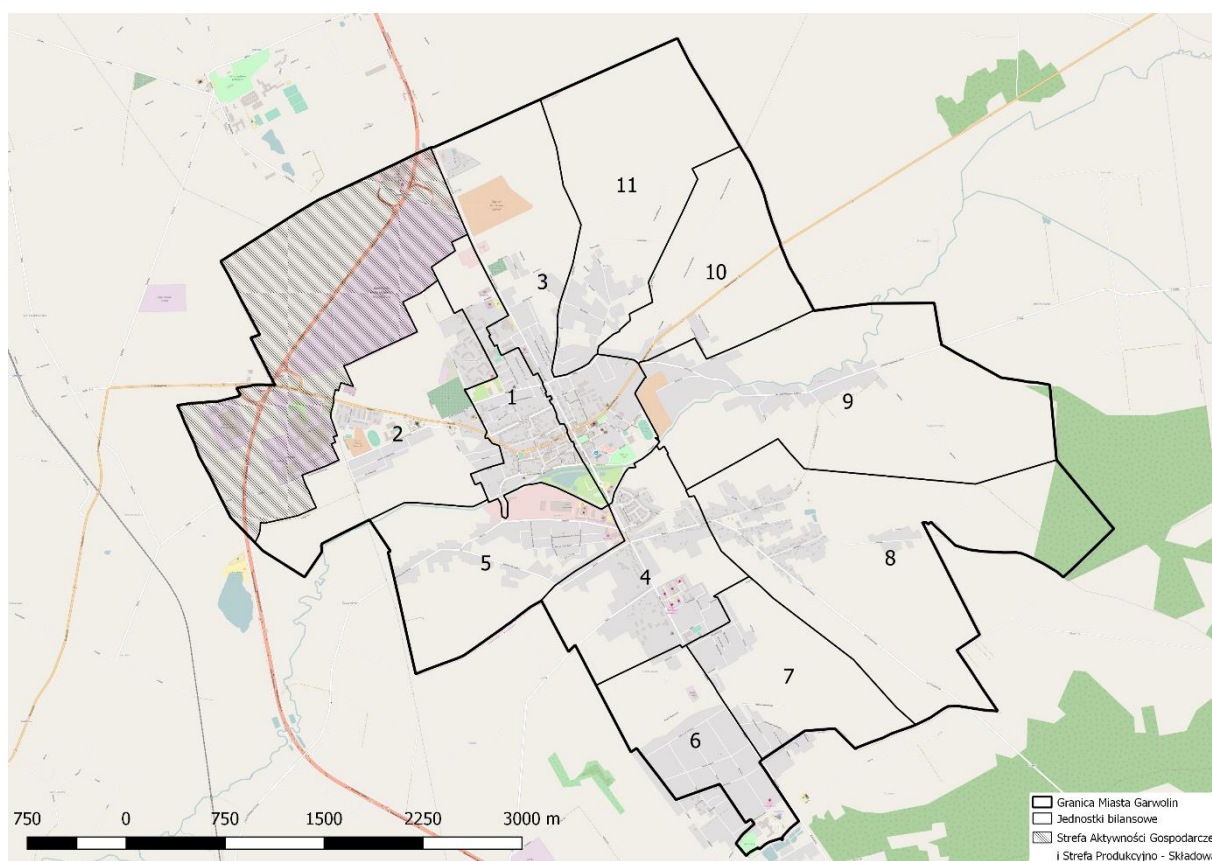 11
10
3
1
9
2
8
5
4
7
6
750 0 750 1500 2250 3000 m
Granica Miasta Garwolin
Jednostki bilansowe
Strefa Aktywności Gospodarcze
i Strefa Produkcyjno - Składowa